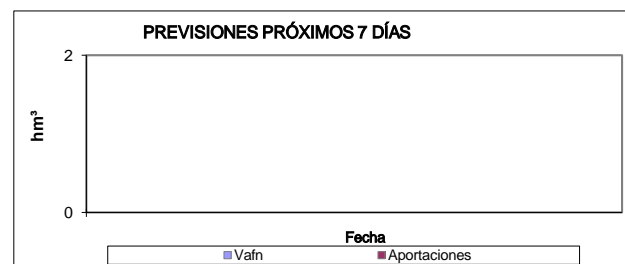 PREVISIONES PRÓXIMOS 7 DÍAS
2
hm³
0
Fecha
Vafn Aportaciones